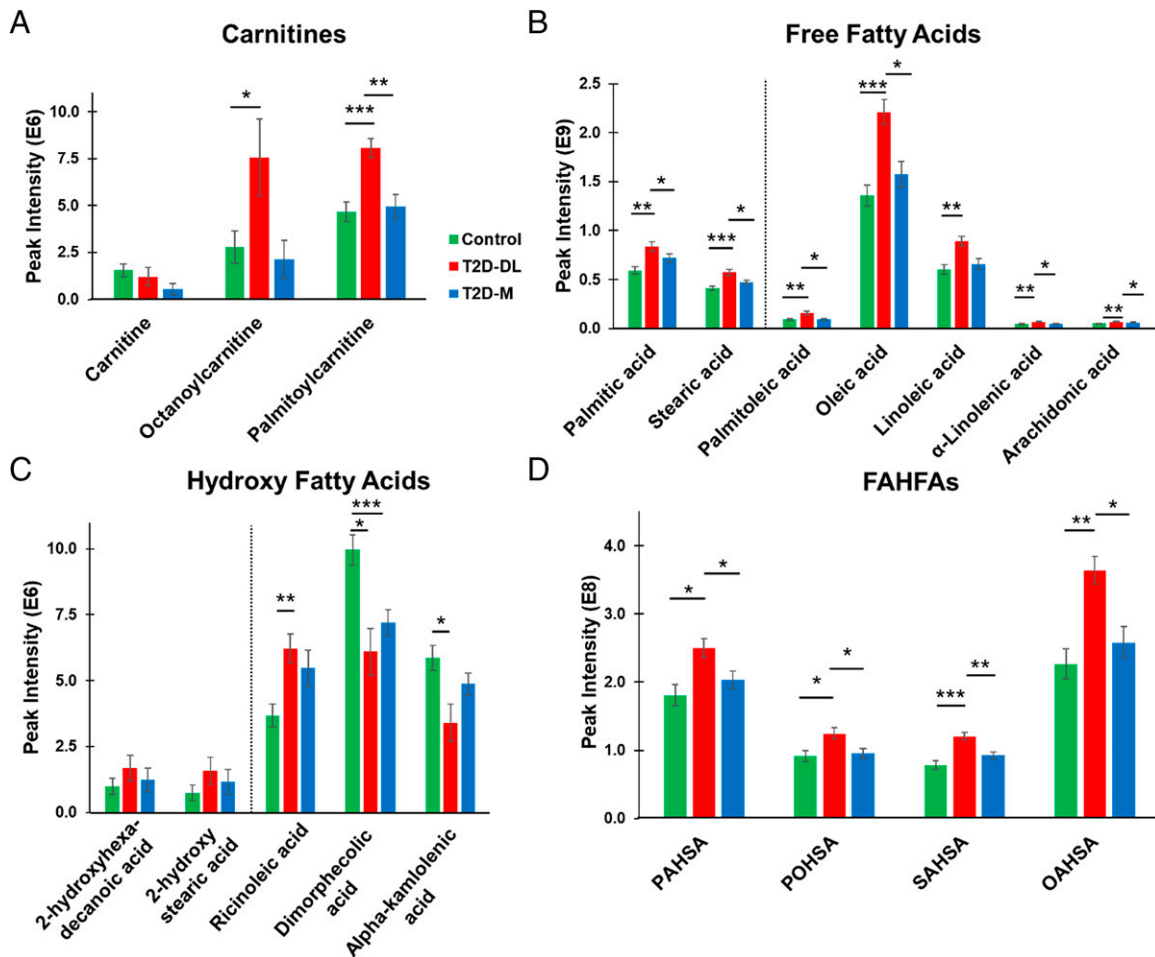 A
Carnitines
Peak Intensity (E6)
10.0
7.5
5.0
2.5
0.0
*
***
**
Control
T2D-DL
T2D-M
Carnitine
Octanoylcarnitine
Palmitoylcarnitine
B
Free Fatty Acids
Peak Intensity (E9)
2.5
2.0
1.5
1.0
0.5
0.0
**
*
***
*
**
*
***
*
**
**
*
**
*
Palmitic acid
Stearic acid
Palmitoleic acid
Oleic acid
Linoleic acid
α-Linolenic acid
Arachidonic acid
C
Hydroxy Fatty Acids
Peak Intensity (E6)
10.0
7.5
5.0
2.5
0.0
**
***
*
*
2-hydroxyhexa-
decanoic acid
2-hydroxy
stearic acid
Ricinoleic acid
Dimorphecolic
acid
Alpha-kamlolenic
acid
D
FAHFAs
Peak Intensity (E8)
4.0
3.0
2.0
1.0
0.0
*
*
*
*
***
**
**
*
PAHSA
POHSA
SAHSA
OAHSA